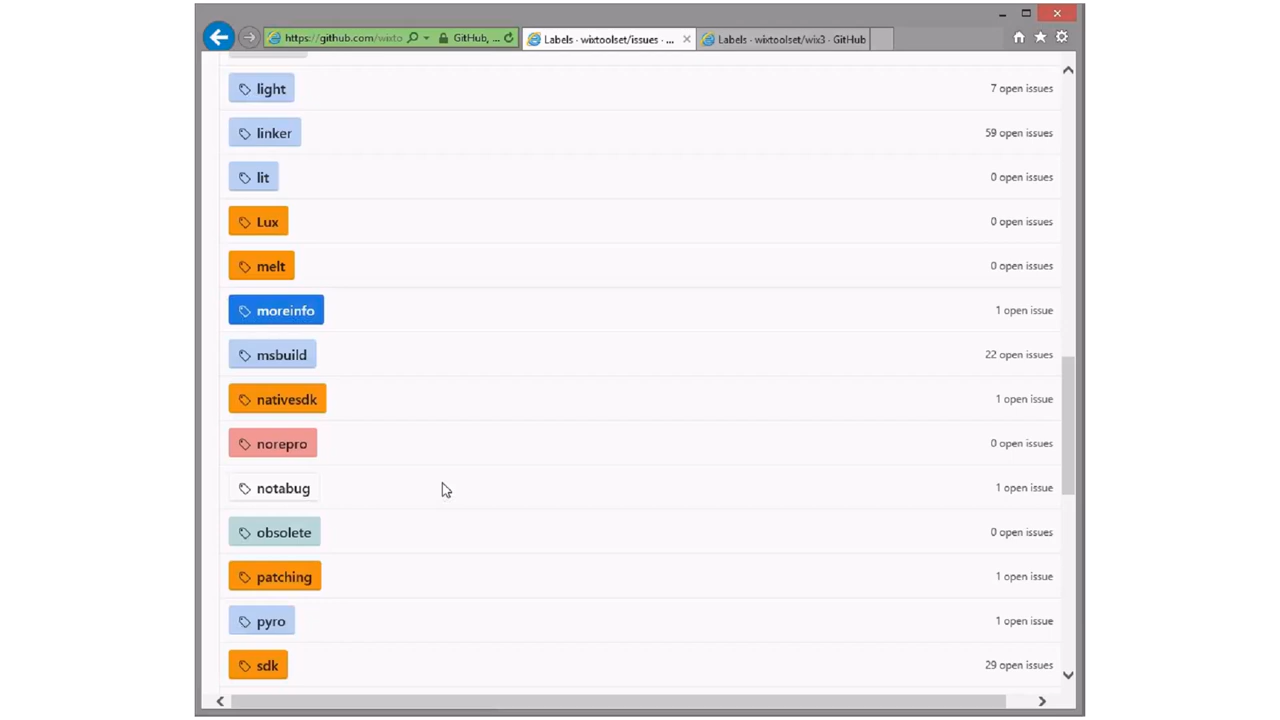 https://github.com/wixto
GitHub, ...
Labels · wixtoolset/issues · ...
Labels · wixtoolset/wix3 · GitHub
light 7 open issues
linker 59 open issues
lit 0 open issues
Lux 0 open issues
melt 0 open issues
moreinfo 1 open issue
msbuild 22 open issues
nativesdk 1 open issue
norepro 0 open issues
notabug 1 open issue
obsolete 0 open issues
patching 1 open issue
pyro 1 open issue
sdk 29 open issues